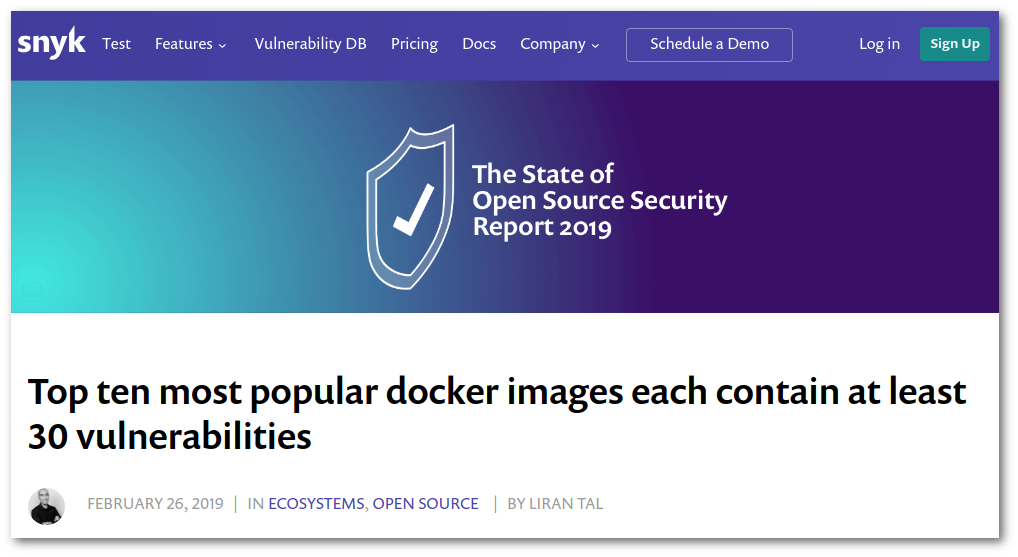 snyk Test Features Vulnerability DB Pricing Docs Company Schedule a Demo Log in Sign Up
The State of
Open Source Security
Report 2019
Top ten most popular docker images each contain at least
30 vulnerabilities
FEBRUARY 26, 2019 | IN ECOSYSTEMS, OPEN SOURCE | BY LIRAN TAL